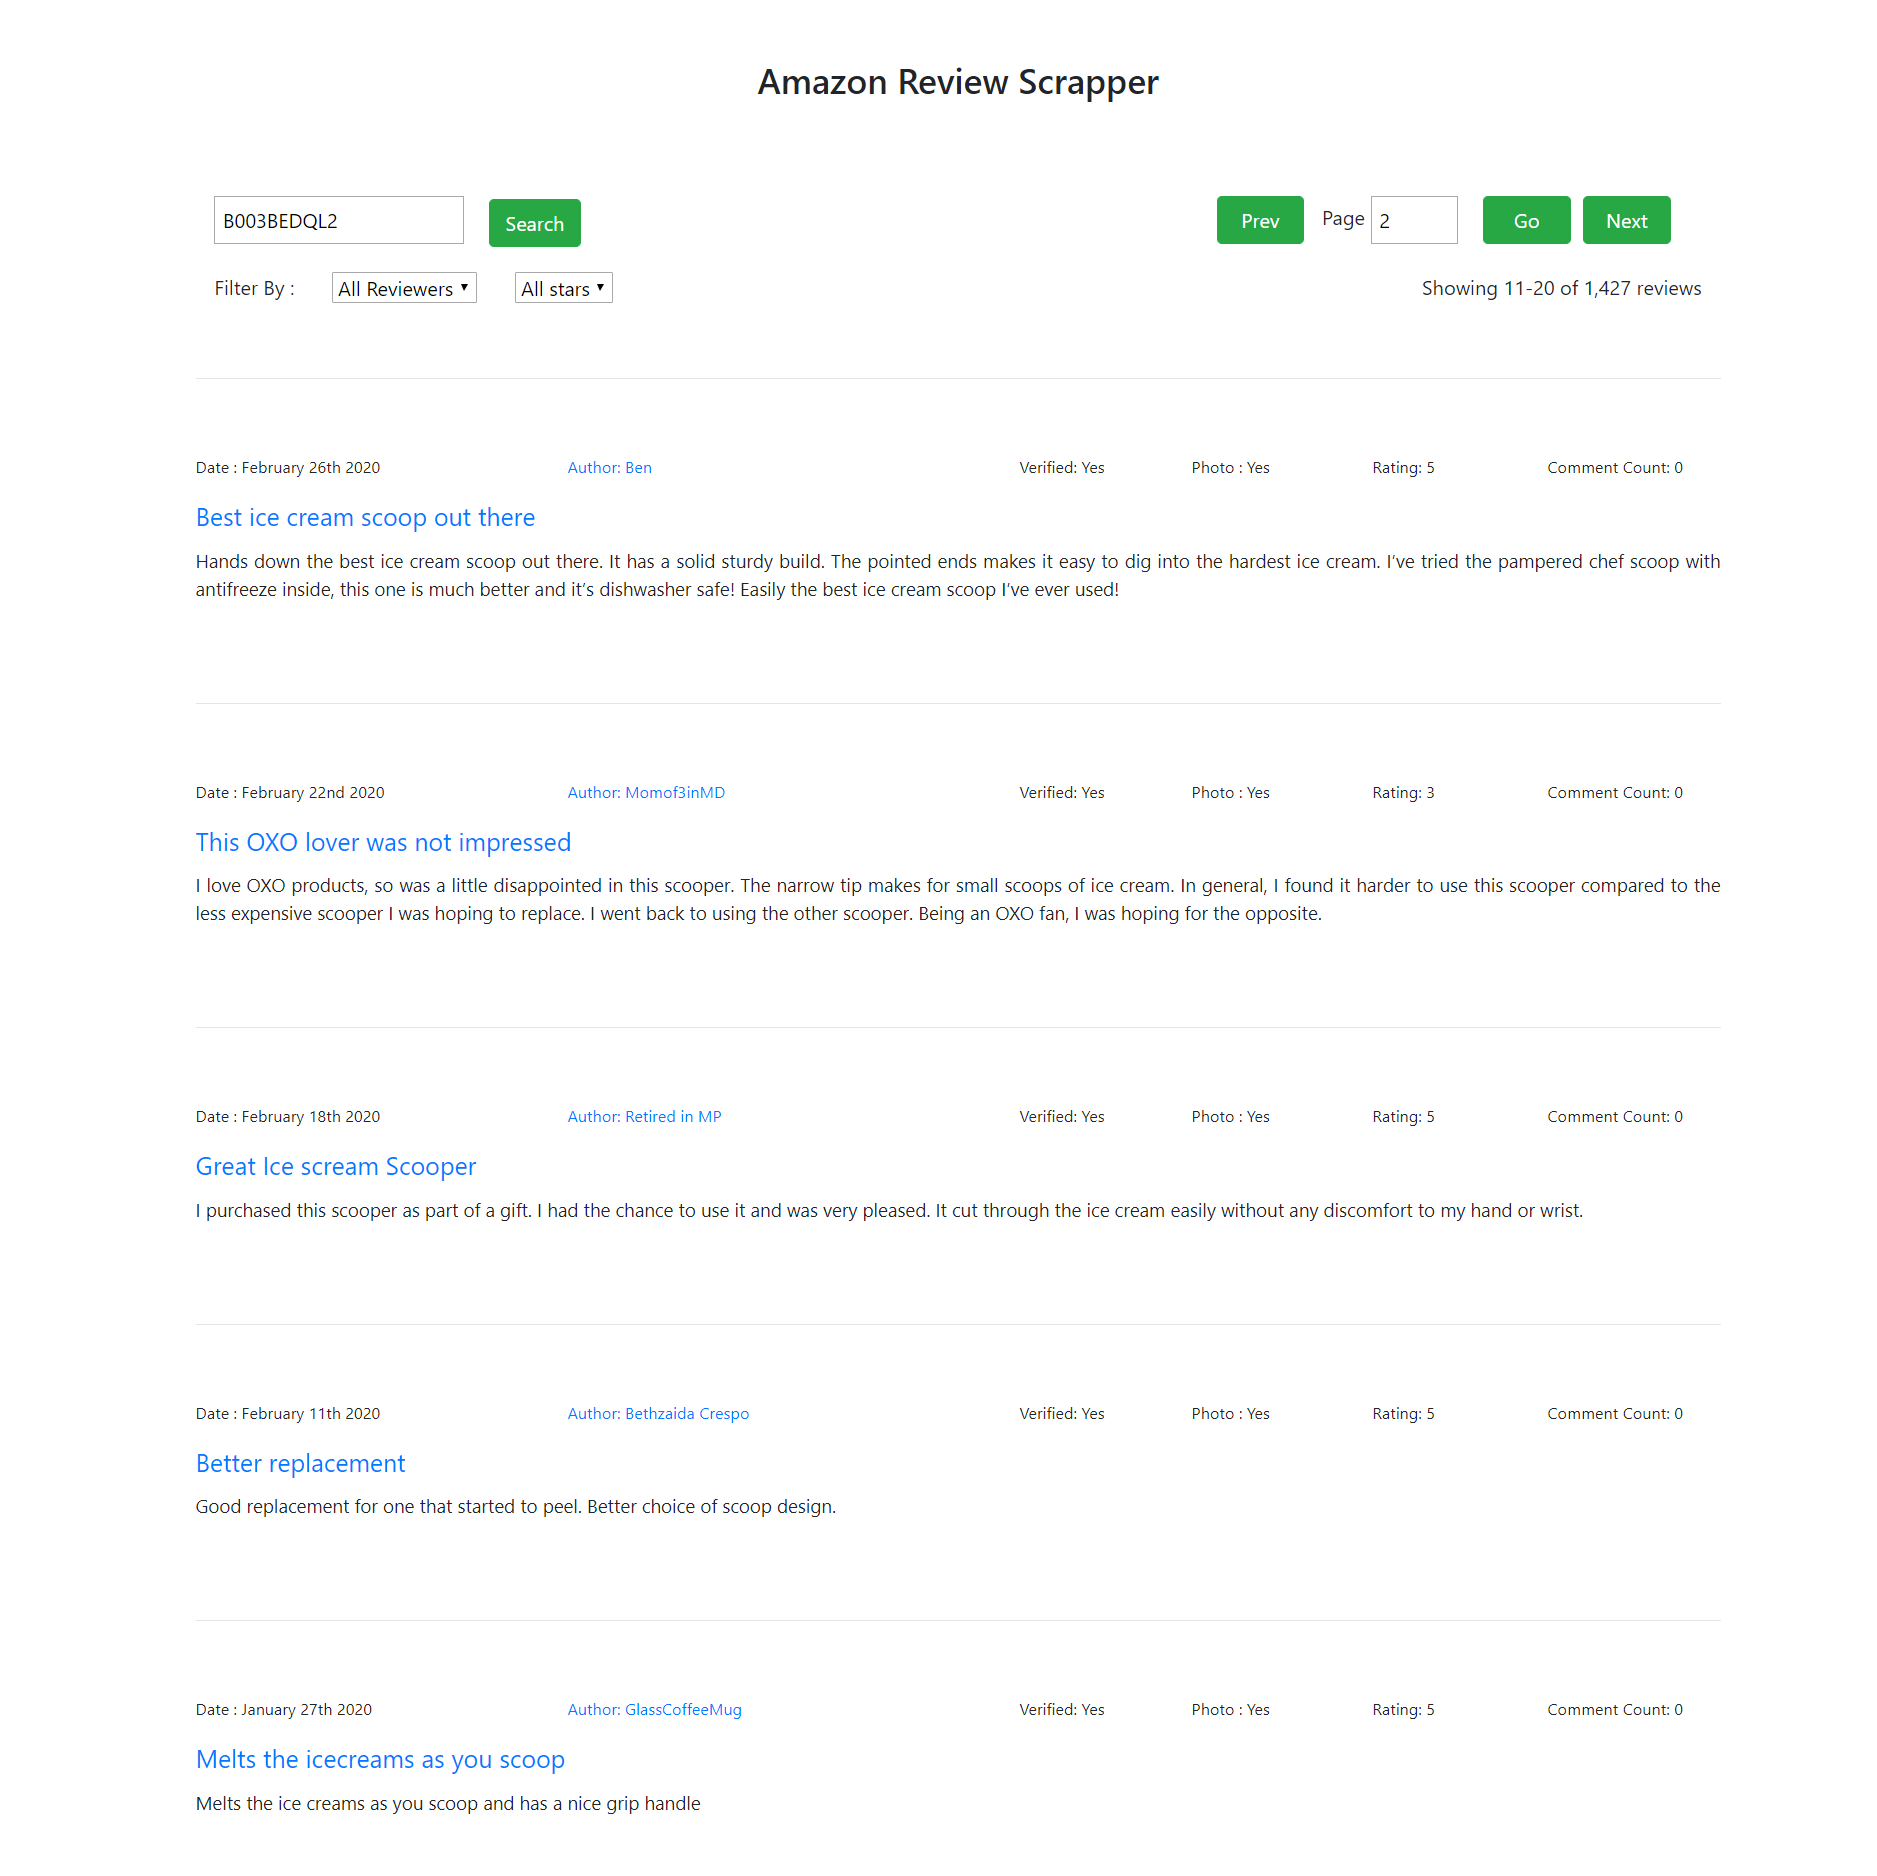 Amazon Review Scrapper
B003BEDQL2 Search Prev Page 2 Go Next
Filter By : All Reviewers All stars Showing 11-20 of 1,427 reviews
Date : February 26th 2020 Author: Ben Verified: Yes Photo : Yes Rating: 5 Comment Count: 0
Best ice cream scoop out there
Hands down the best ice cream scoop out there. It has a solid sturdy build. The pointed ends makes it easy to dig into the hardest ice cream. I’ve tried the pampered chef scoop with
antifreeze inside, this one is much better and it’s dishwasher safe! Easily the best ice cream scoop I’ve ever used!
Date : February 22nd 2020 Author: Momof3inMD Verified: Yes Photo : Yes Rating: 3 Comment Count: 0
This OXO lover was not impressed
I love OXO products, so was a little disappointed in this scooper. The narrow tip makes for small scoops of ice cream. In general, I found it harder to use this scooper compared to the
less expensive scooper I was hoping to replace. I went back to using the other scooper. Being an OXO fan, I was hoping for the opposite.
Date : February 18th 2020 Author: Retired in MP Verified: Yes Photo : Yes Rating: 5 Comment Count: 0
Great Ice scream Scooper
I purchased this scooper as part of a gift. I had the chance to use it and was very pleased. It cut through the ice cream easily without any discomfort to my hand or wrist.
Date : February 11th 2020 Author: Bethzaida Crespo Verified: Yes Photo : Yes Rating: 5 Comment Count: 0
Better replacement
Good replacement for one that started to peel. Better choice of scoop design.
Date : January 27th 2020 Author: GlassCoffeeMug Verified: Yes Photo : Yes Rating: 5 Comment Count: 0
Melts the icecreams as you scoop
Melts the ice creams as you scoop and has a nice grip handle